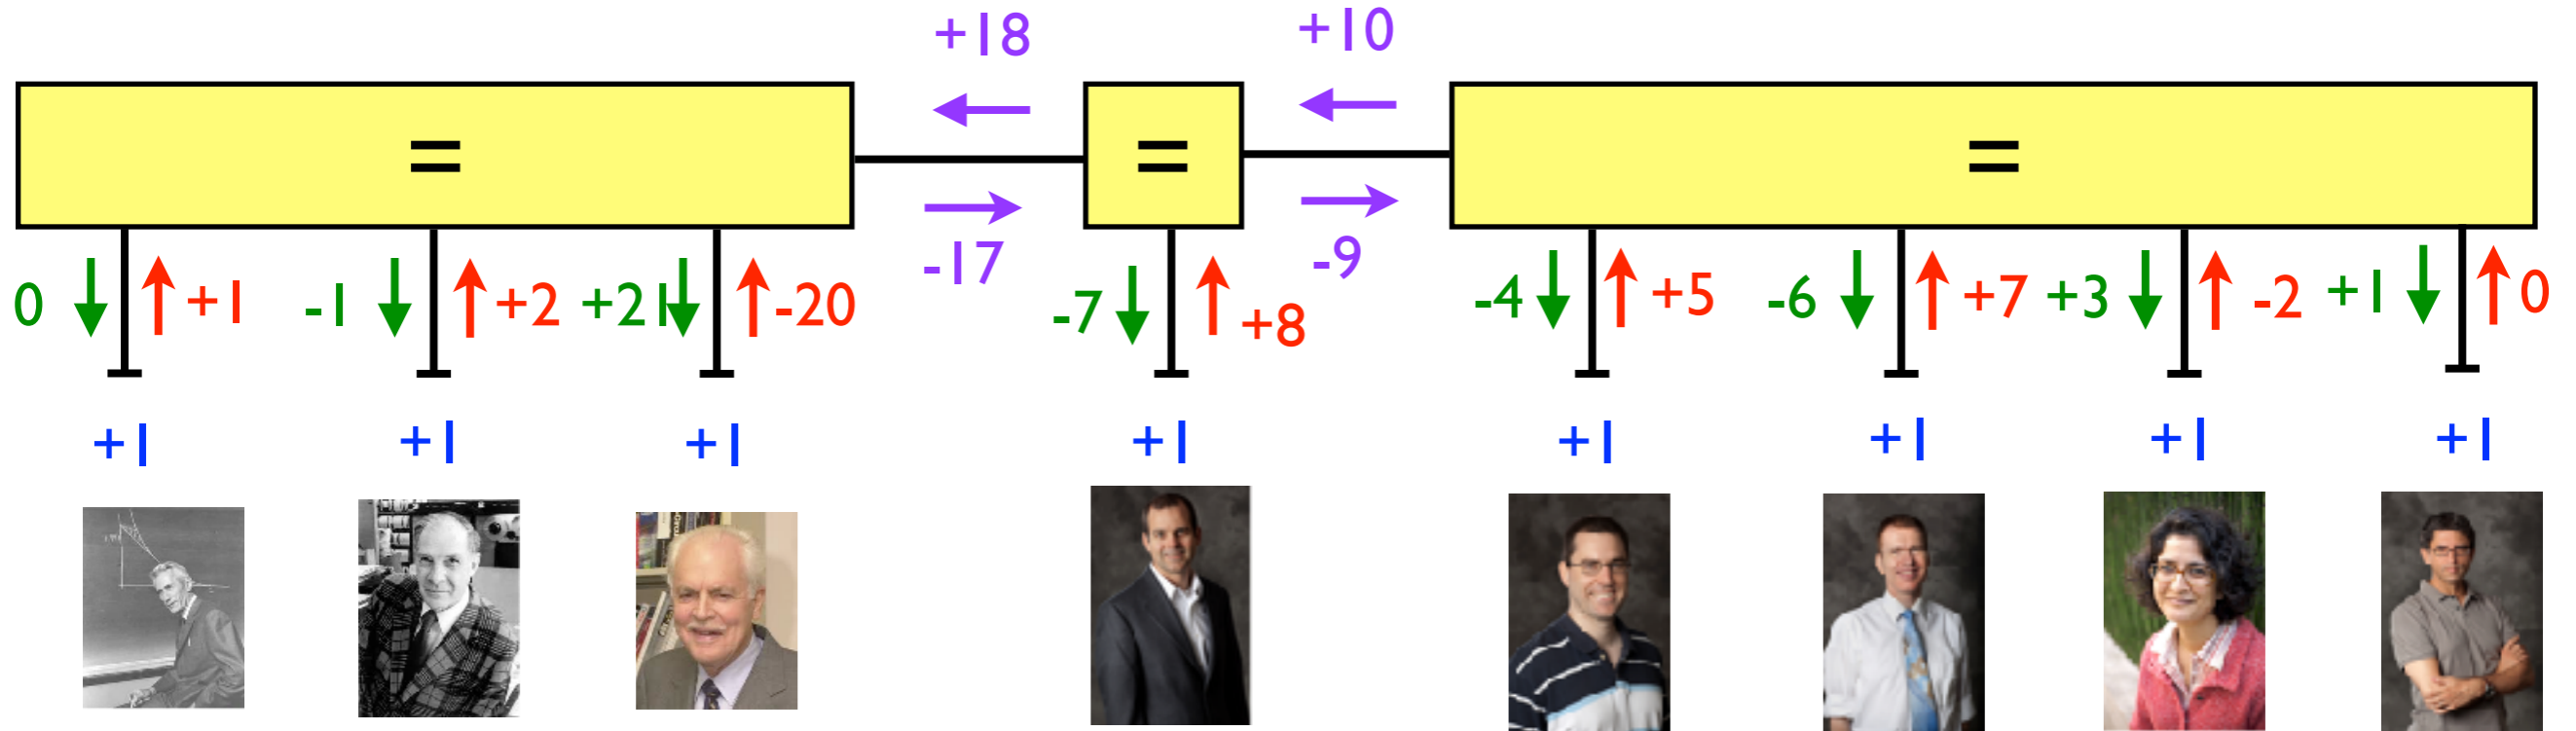 +18 +10
= = =
-17 -9
0 +1 -1 +2 +21 -20 -7 +8 -4 +5 -6 +7 +3 -2 +1 0
+1 +1 +1 +1 +1 +1 +1 +1